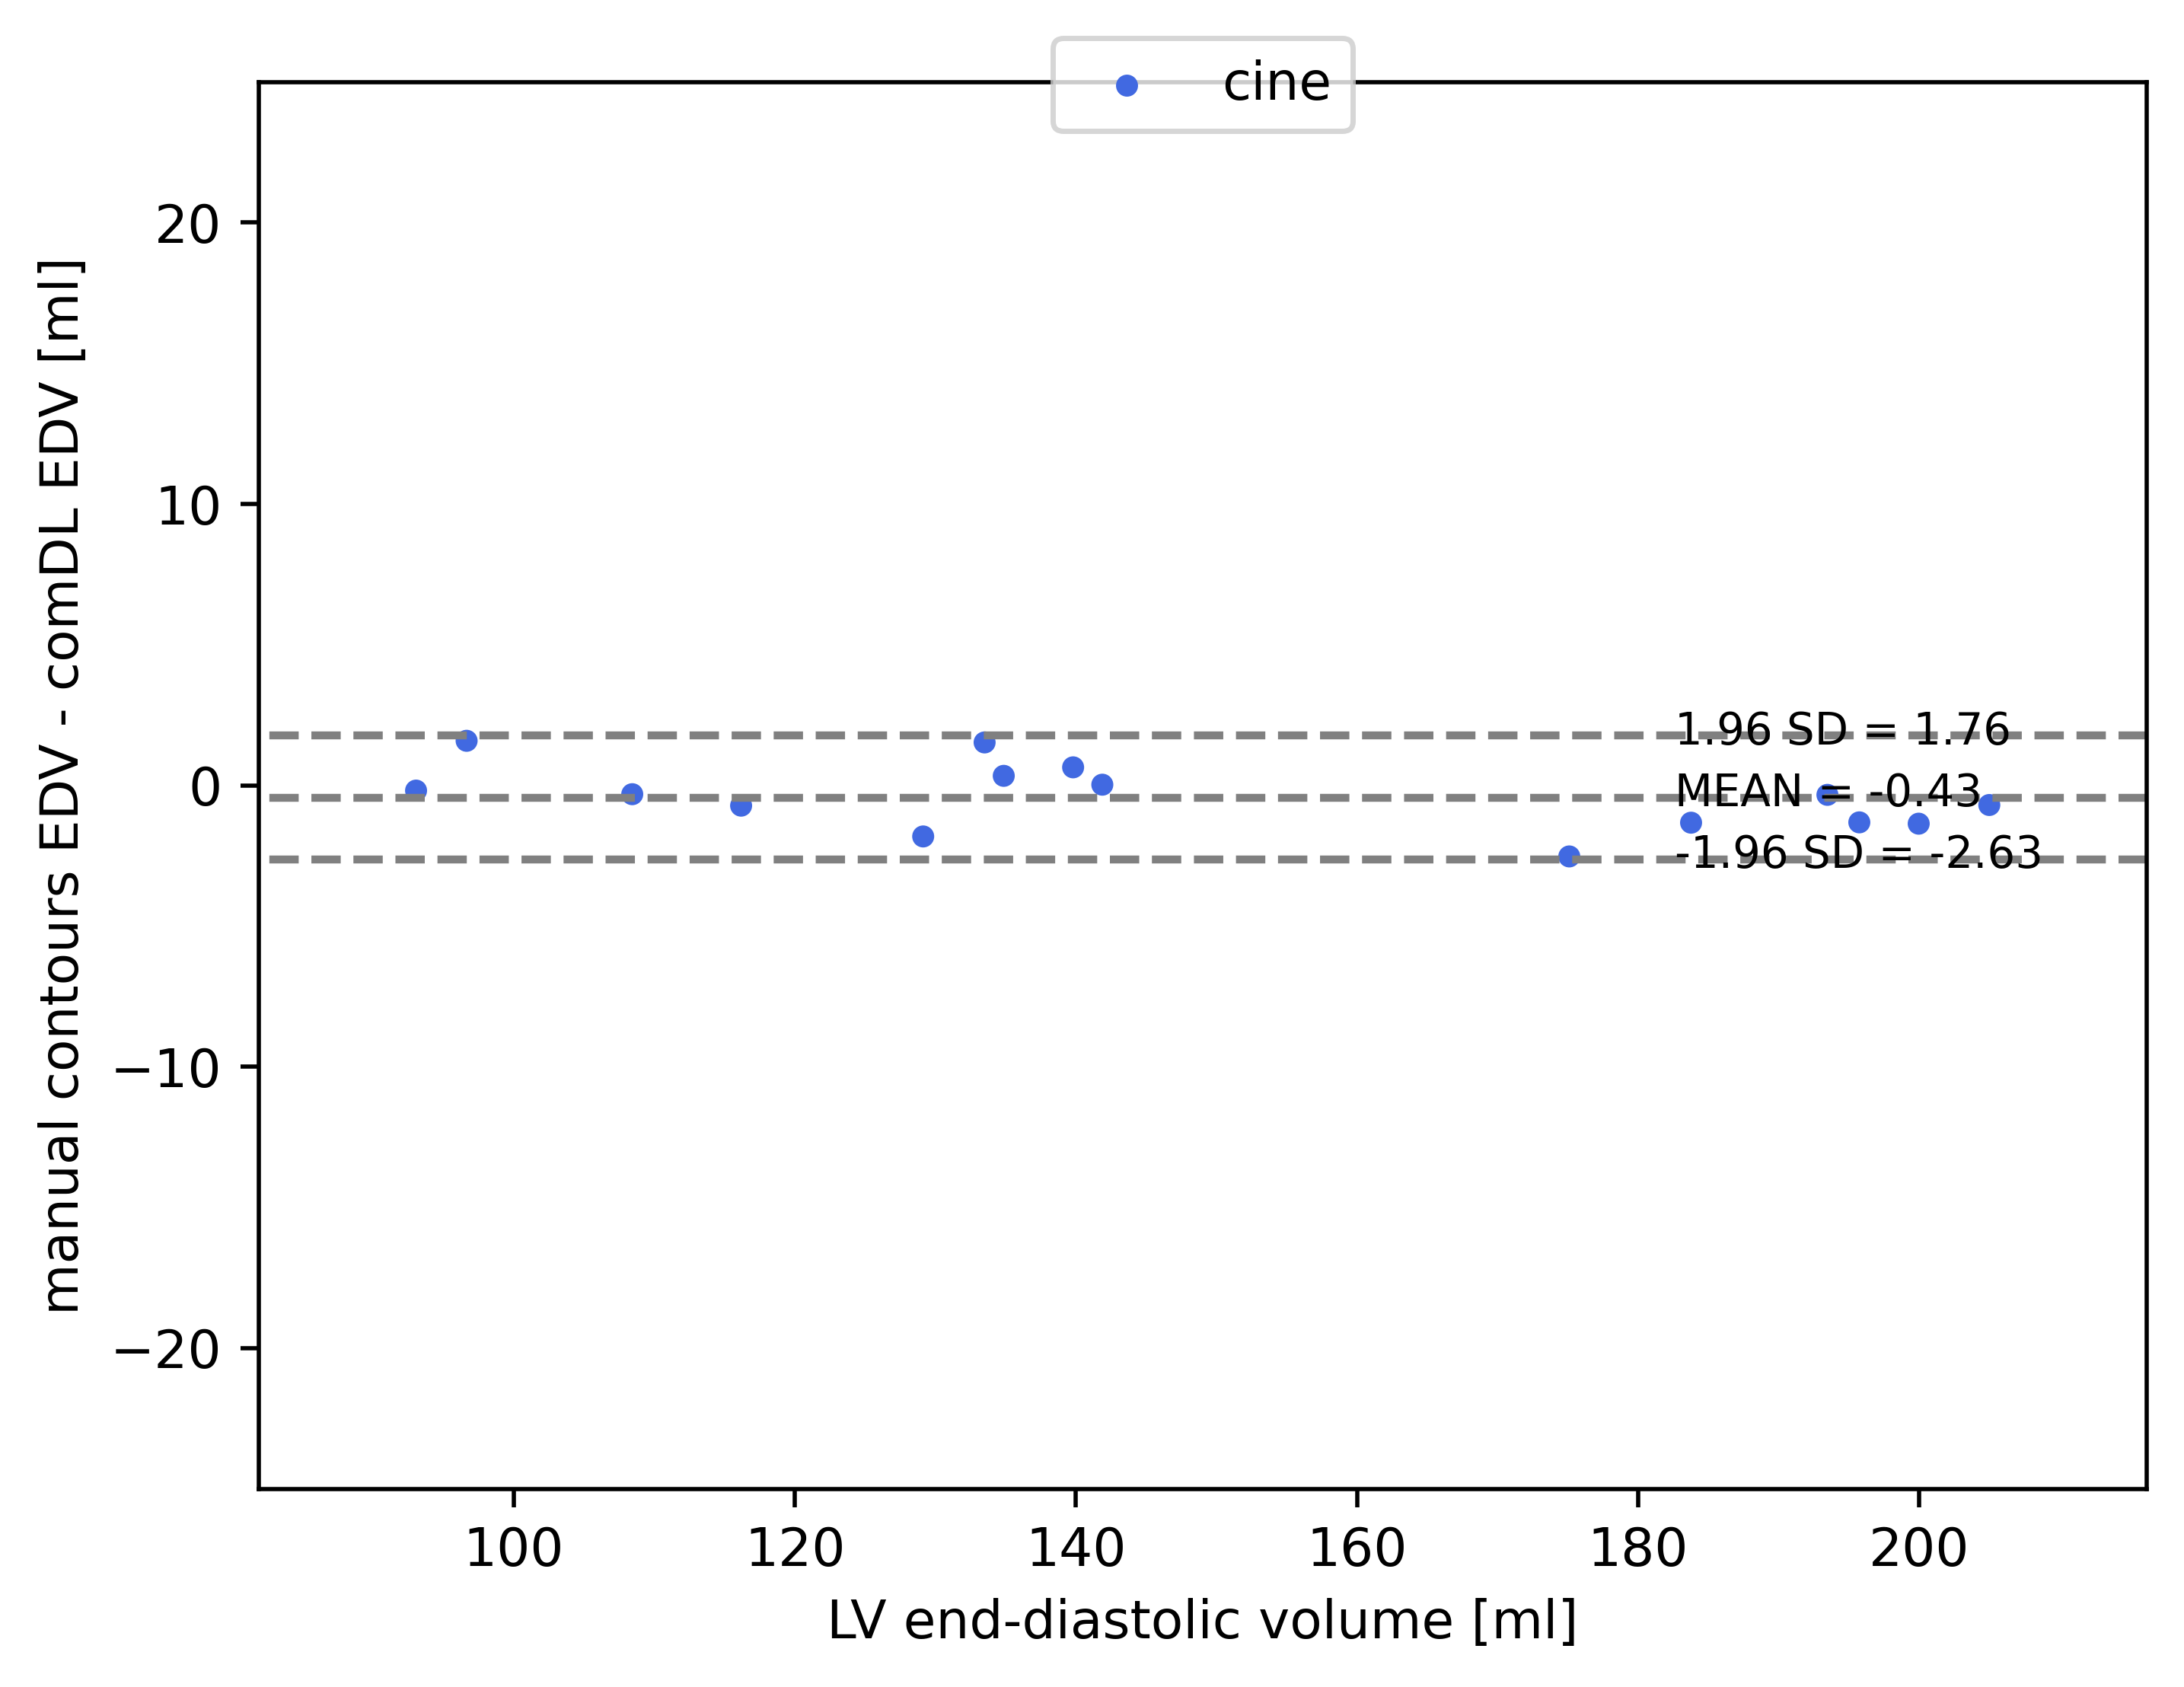 cine
manual contours EDV - comDL EDV [ml]
20
10
0
−10
−20
1.96 SD = 1.76
MEAN = -0.43
-1.96 SD = -2.63
100 120 140 160 180 200
LV end-diastolic volume [ml]